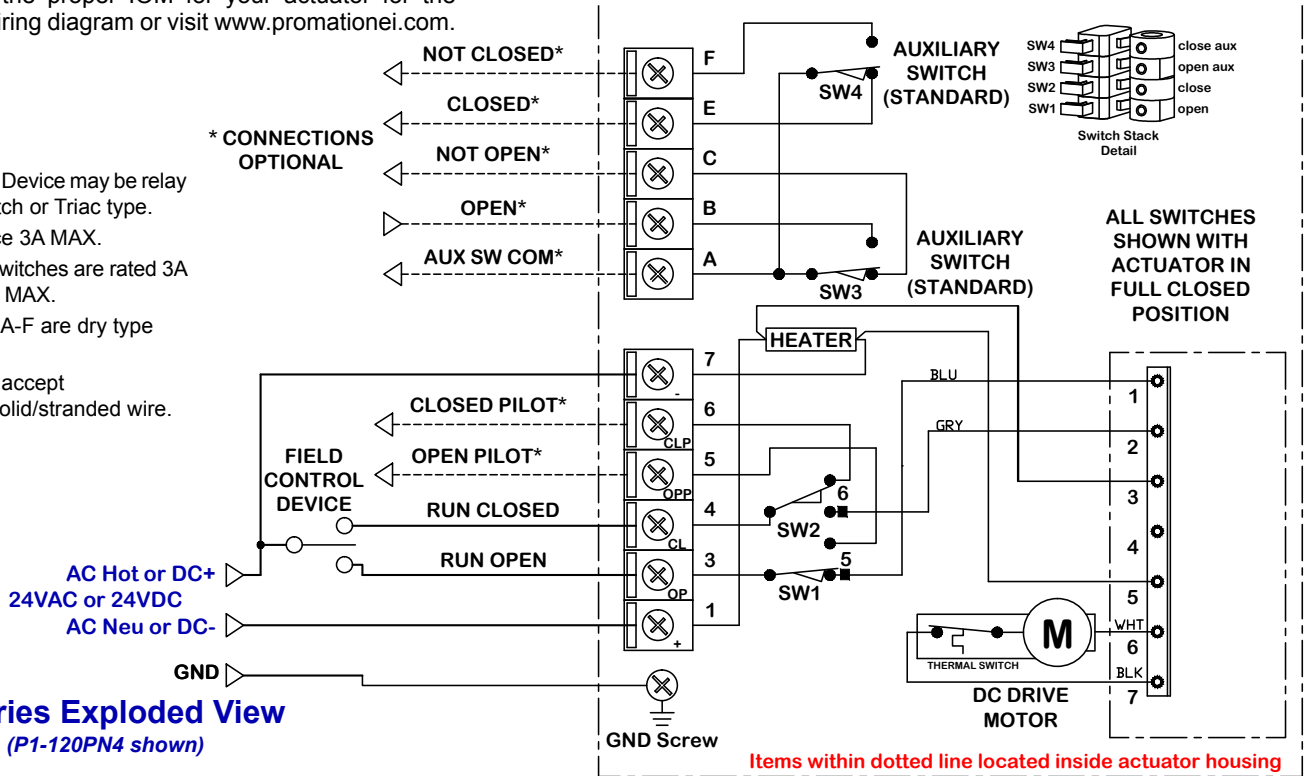 the proper IOM for your actuator for the
iring diagram or visit www.promationei.com.
NOT CLOSED*
CLOSED*
* CONNECTIONS
OPTIONAL
NOT OPEN*
OPEN*
AUX SW COM*
F
E
C
B
A
SW4
AUXILIARY
SWITCH
(STANDARD)
SW3
AUXILIARY
SWITCH
(STANDARD)
SW4
SW3
SW2
SW1
close aux
open aux
close
open
Switch Stack
Detail
Device may be relay
tch or Triac type.
ce 3A MAX.
witches are rated 3A
MAX.
A-F are dry type
accept
olid/stranded wire.
ALL SWITCHES
SHOWN WITH
ACTUATOR IN
FULL CLOSED
POSITION
HEATER
7
-
CLOSED PILOT*
6
CLP
OPEN PILOT*
5
OPP
FIELD
CONTROL
DEVICE
RUN CLOSED
4
CL
RUN OPEN
3
OP
1
+
SW2
6
SW1
5
BLU
GRY
1
2
3
4
5
WHT
6
BLK
7
M
THERMAL SWITCH
DC DRIVE
MOTOR
AC Hot or DC+
24VAC or 24VDC
AC Neu or DC-
GND
GND Screw
ries Exploded View
(P1-120PN4 shown)
Items within dotted line located inside actuator housing